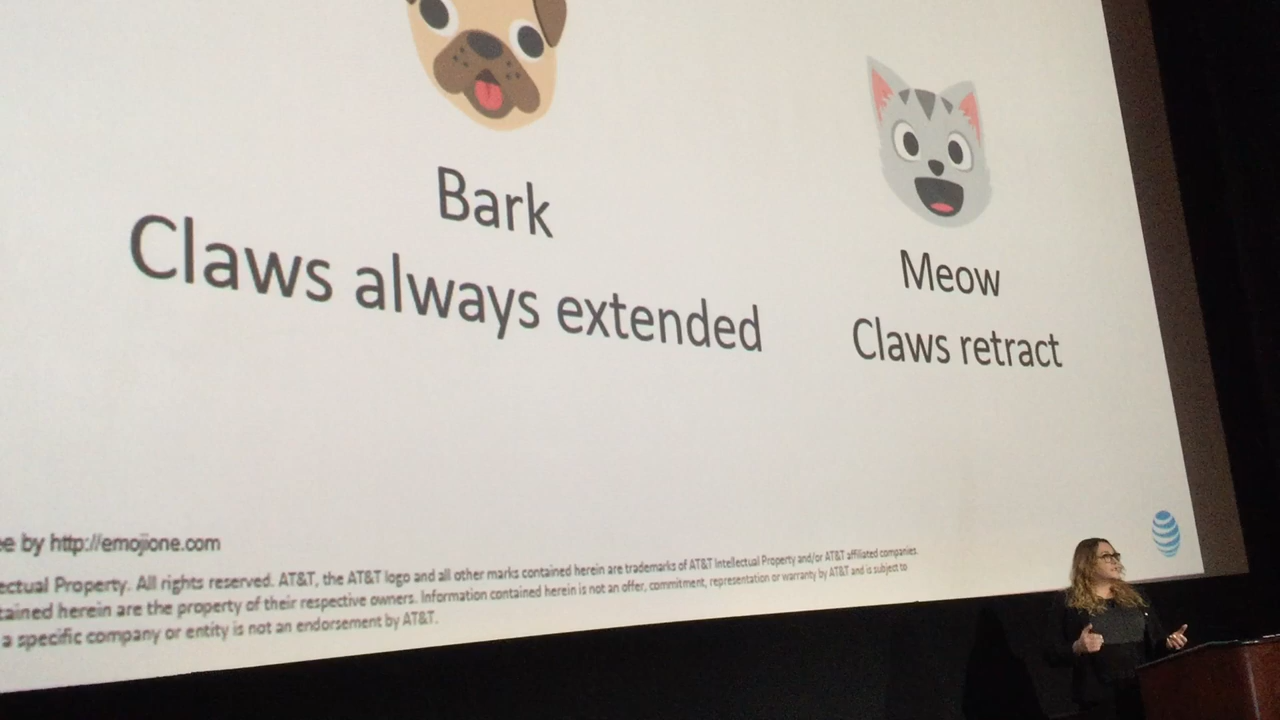 Bark
Claws always extended
Meow
Claws retract
e by http://emojione.com
ectual Property. All rights reserved. AT&T, the AT&T logo and all other marks contained herein are trademarks of AT&T Intellectual Property and/or AT&T affiliated companies.
tained herein are the property of their respective owners. Information contained herein is not an offer, commitment, representation or warranty by AT&T and is subject to
a specific company or entity is not an endorsement by AT&T.